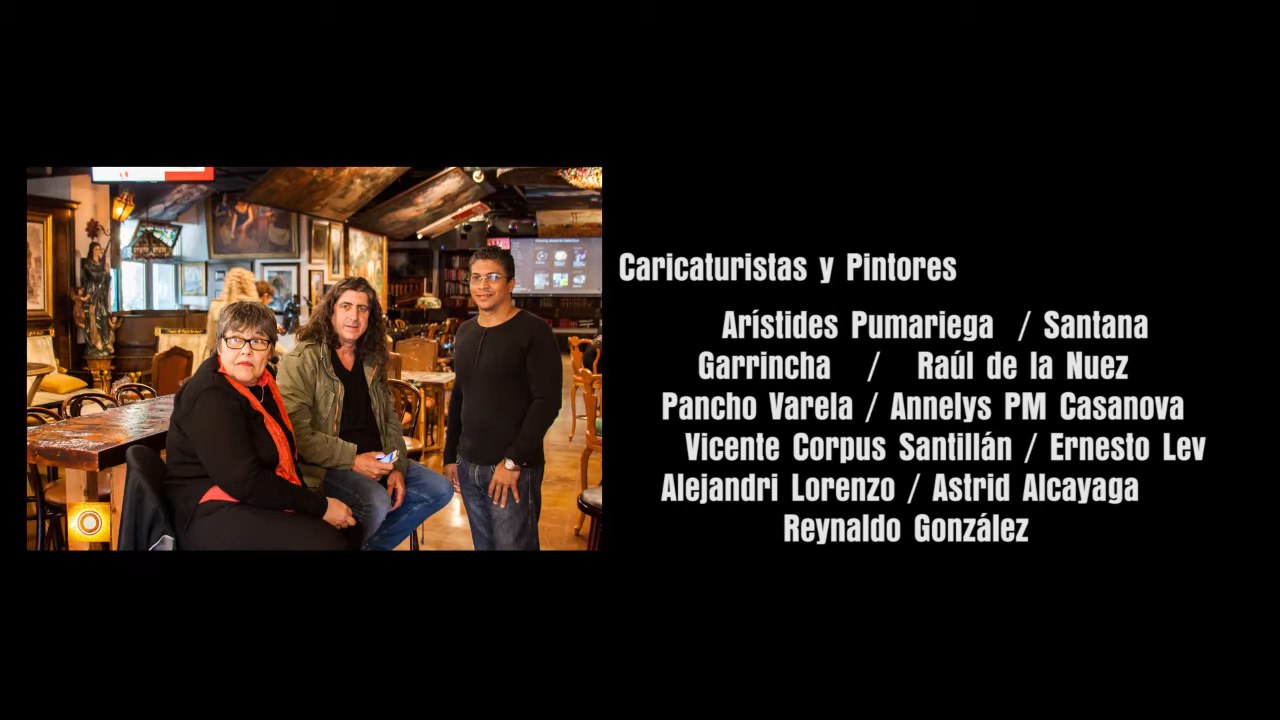 Caricaturistas y Pintores
Arístides Pumariega / Santana
Garrincha / Raúl de la Nuez
Pancho Varela / Annelys PM Casanova
Vicente Corpus Santillán / Ernesto Lev
Alejandri Lorenzo / Astrid Alcayaga
Reynaldo González